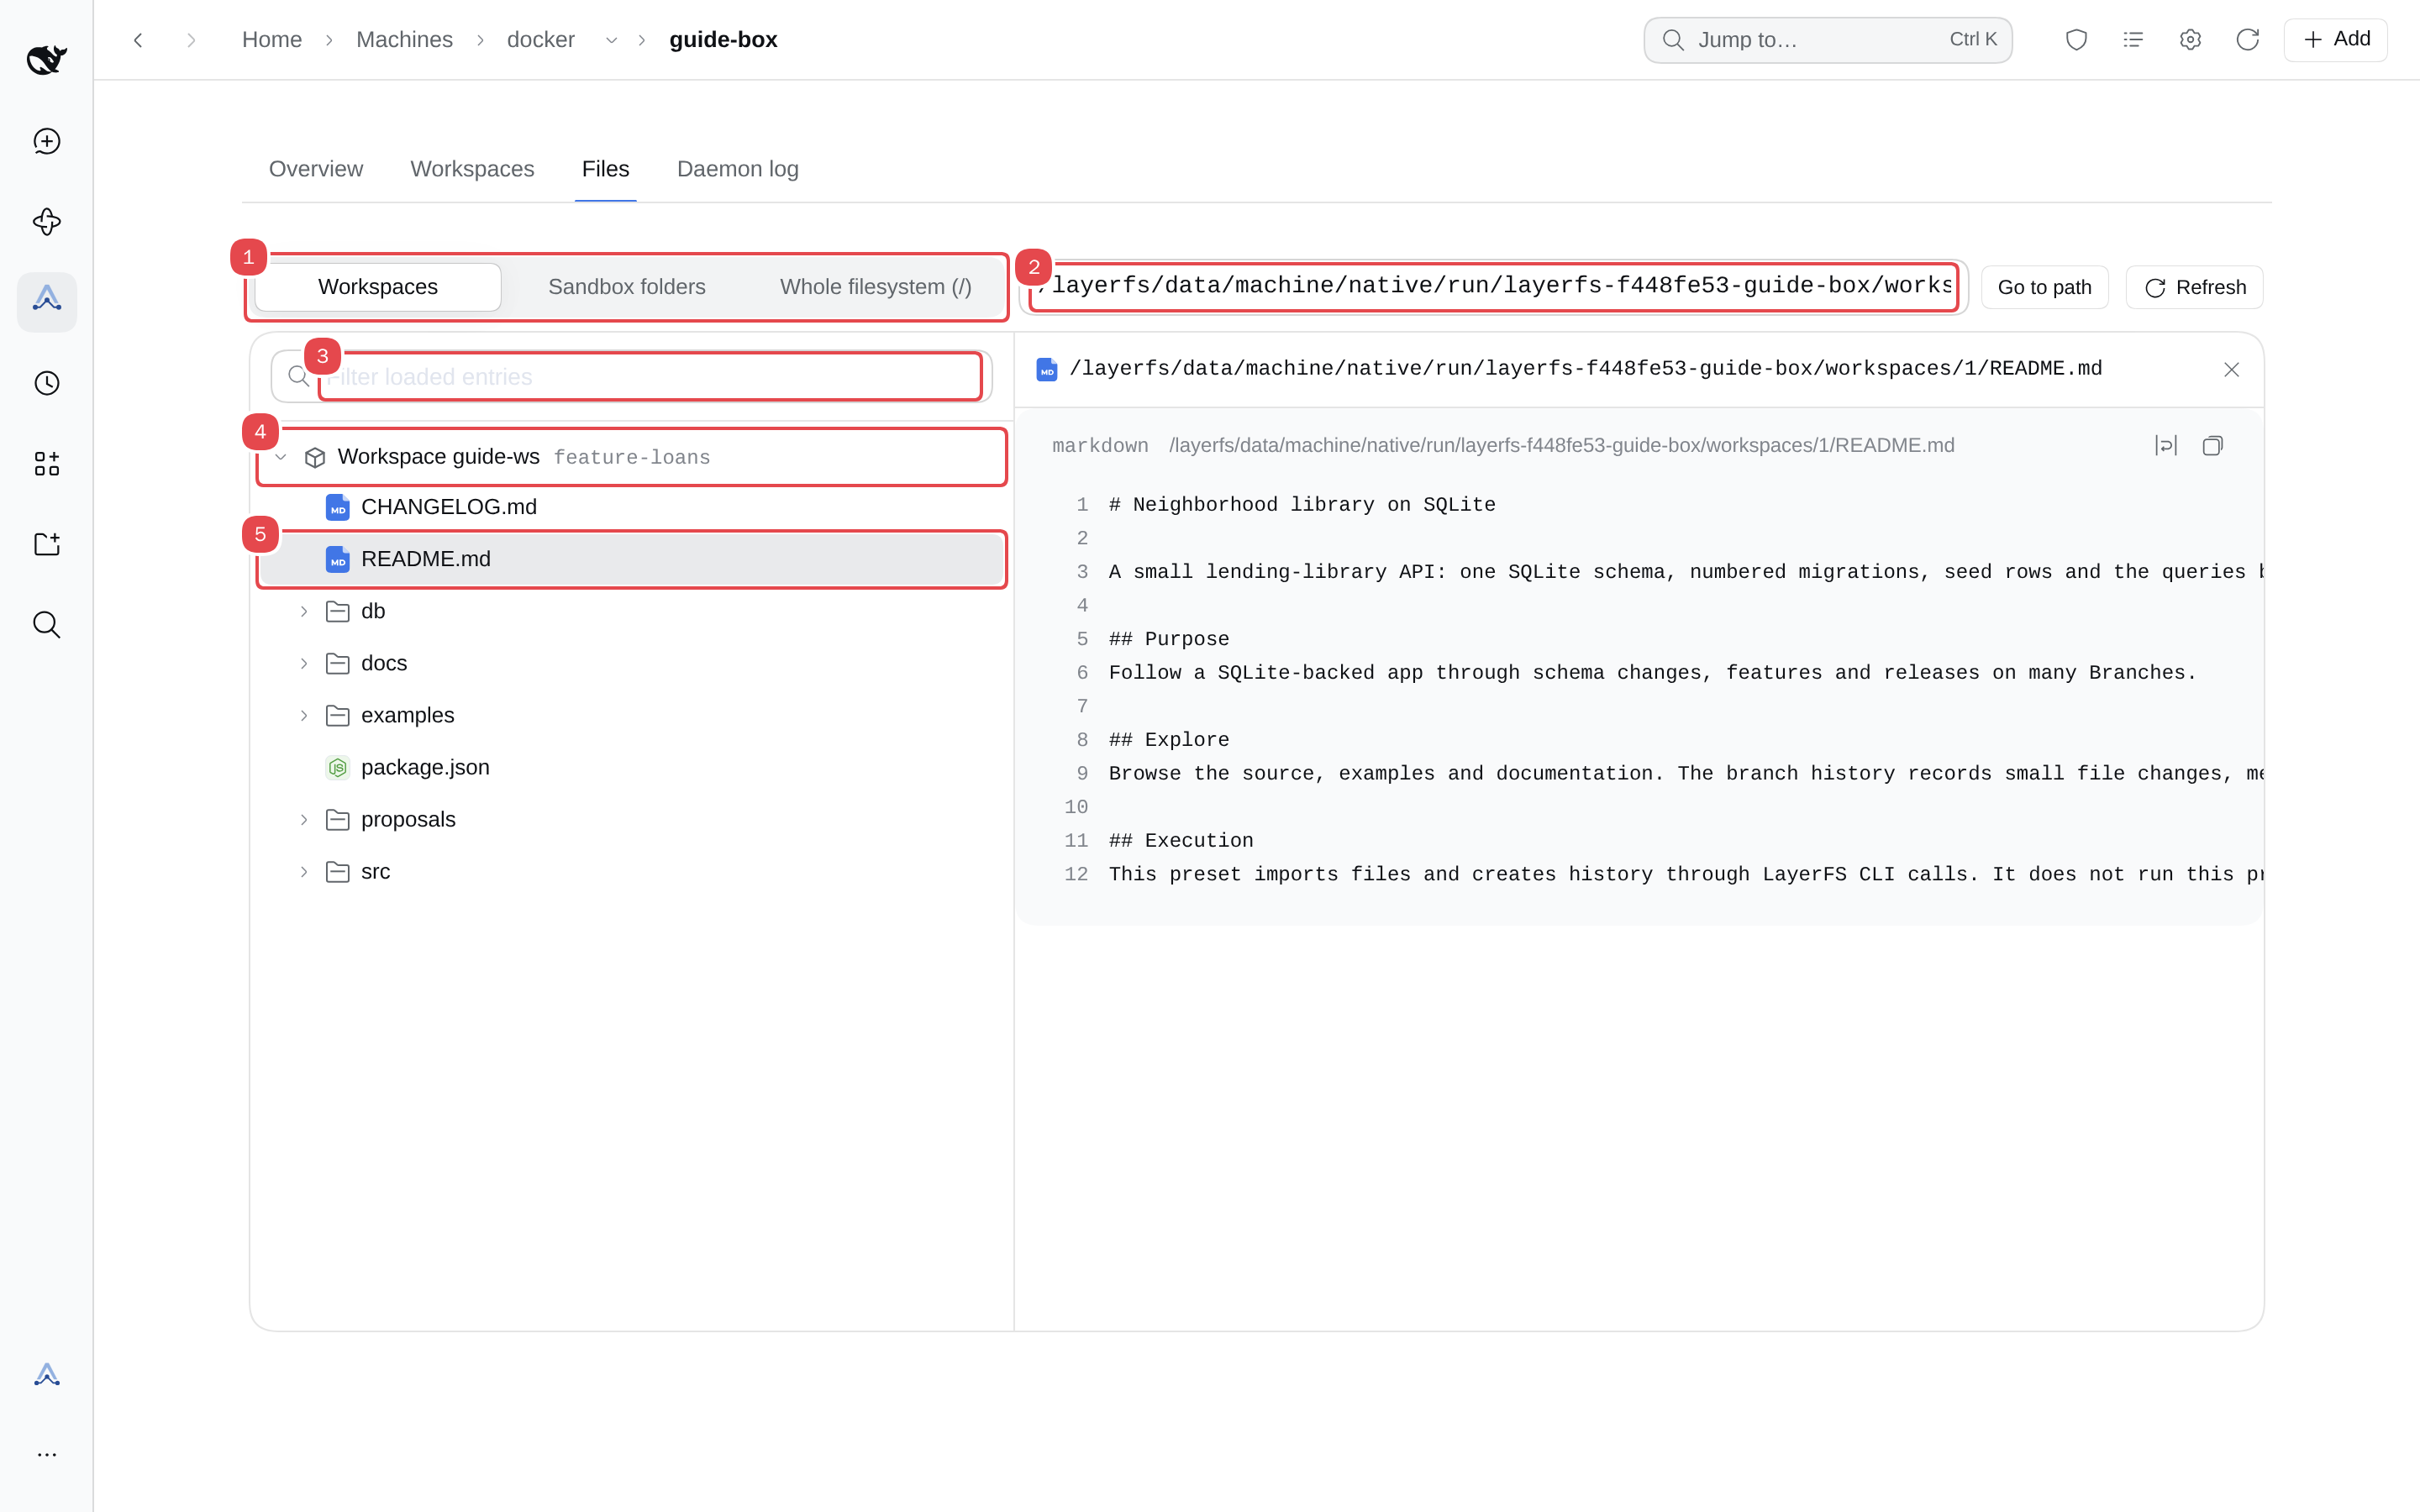 Home
Machines
docker
guide-box
Jump to…
Ctrl K
Add
Overview
Workspaces
Files
Daemon log
1
Workspaces
Sandbox folders
Whole filesystem (/)
2
/layerfs/data/machine/native/run/layerfs-f448fe53-guide-box/works
Go to path
Refresh
3
Filter loaded entries
4
Workspace guide-ws feature-loans
CHANGELOG.md
5
README.md
db
docs
examples
package.json
proposals
src
/layerfs/data/machine/native/run/layerfs-f448fe53-guide-box/workspaces/1/README.md
markdown /layerfs/data/machine/native/run/layerfs-f448fe53-guide-box/workspaces/1/README.md
1 # Neighborhood library on SQLite
2
3 A small lending-library API: one SQLite schema, numbered migrations, seed rows and the queries
4
5 ## Purpose
6 Follow a SQLite-backed app through schema changes, features and releases on many Branches.
7
8 ## Explore
9 Browse the source, examples and documentation. The branch history records small file changes,
10
11 ## Execution
12 This preset imports files and creates history through LayerFS CLI calls. It does not run this